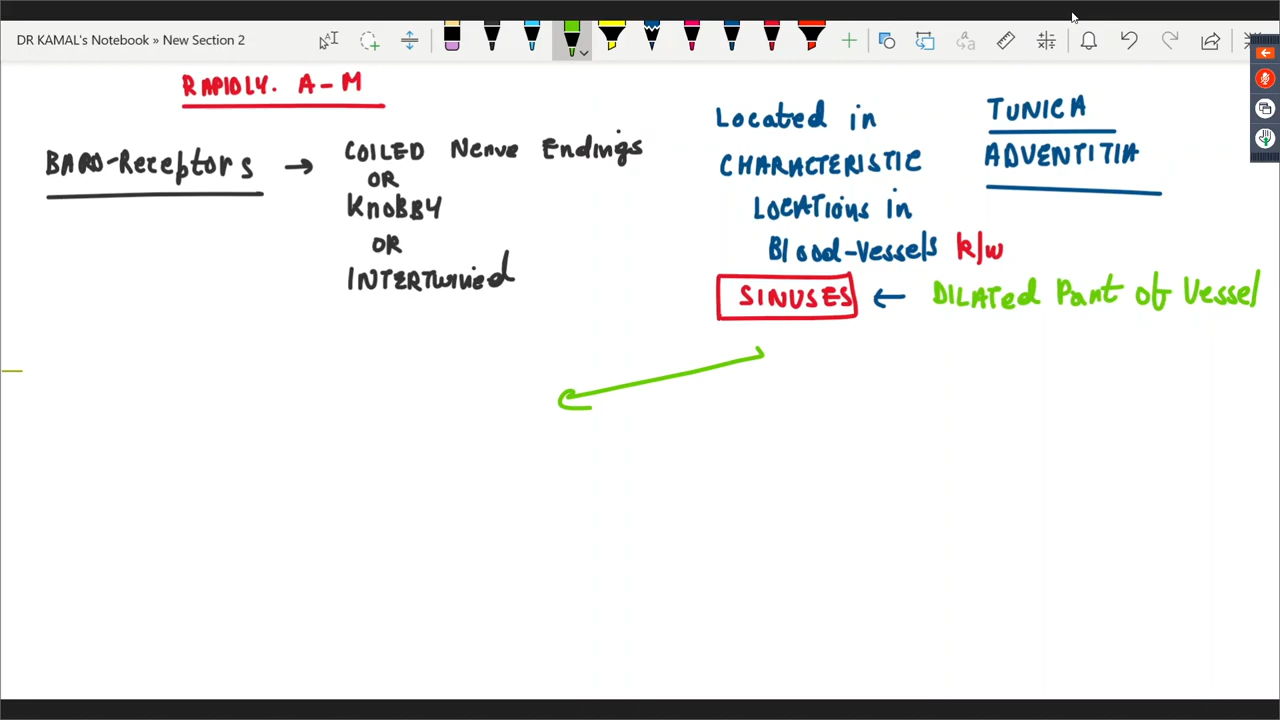 DR KAMAL's Notebook » New Section 2
RAPIDLY. A-M
BARO-Receptors → COILED Nerve Endings
OR
KNOBBY
OR
INTERTwinied
Located in
CHARACTERISTIC
LOCATIONS in
Blood-Vessels k/w
SINUSES ← DILATED Part of Vessel
TUNICA
ADVENTITIA